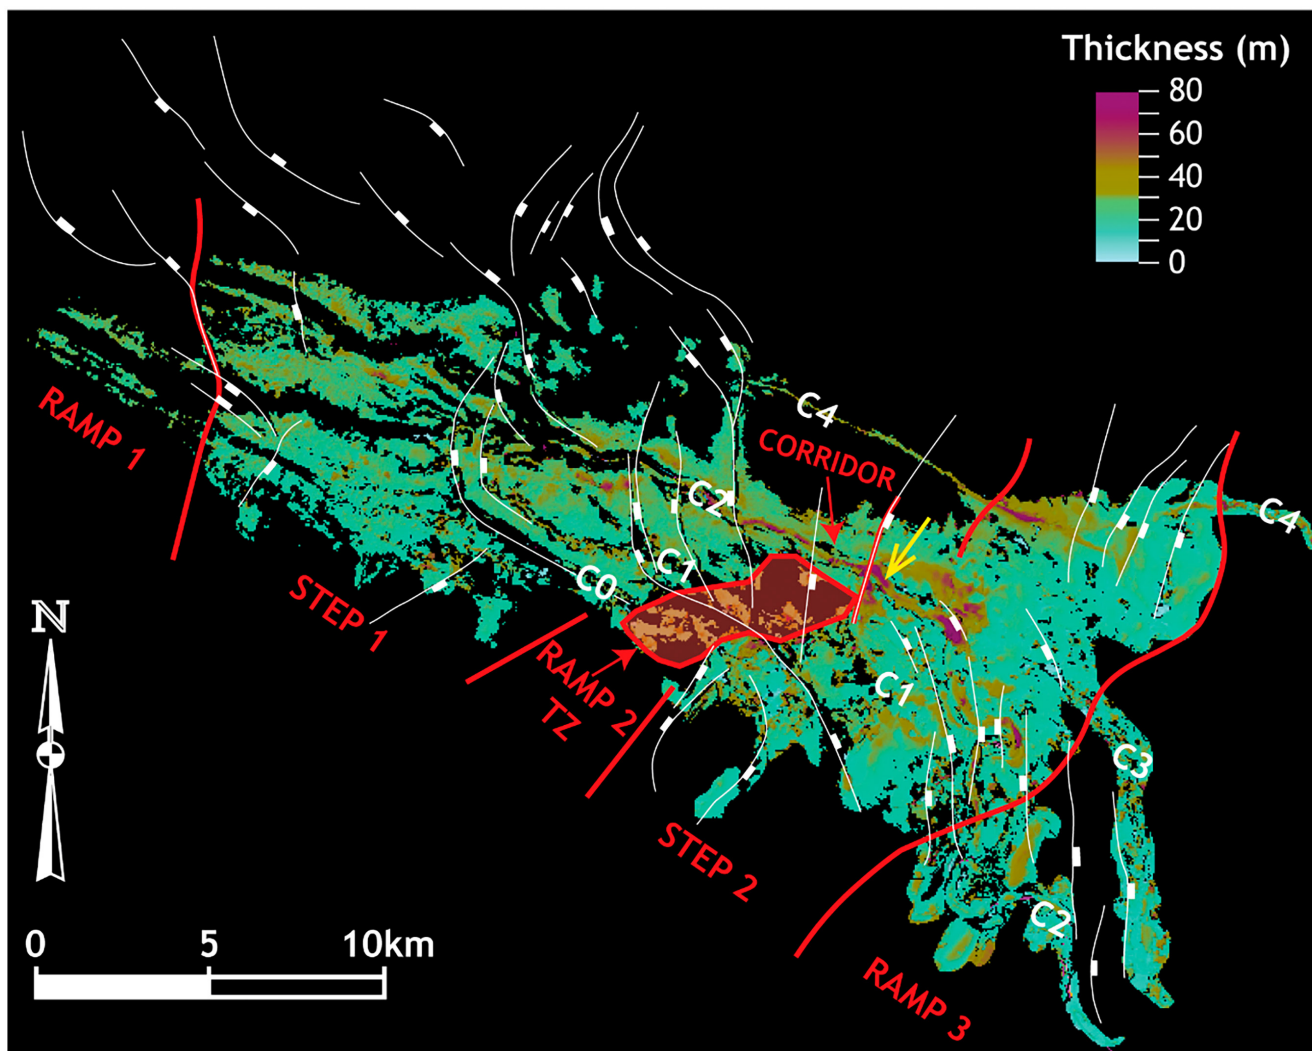 Thickness (m)
80
60
40
20
0
C4
RAMP 1
CORRIDOR
C2
C4
C1
C0
STEP 1
N
RAMP 2
TZ
C1
C3
STEP 2
C2
0 5 10km
RAMP 3